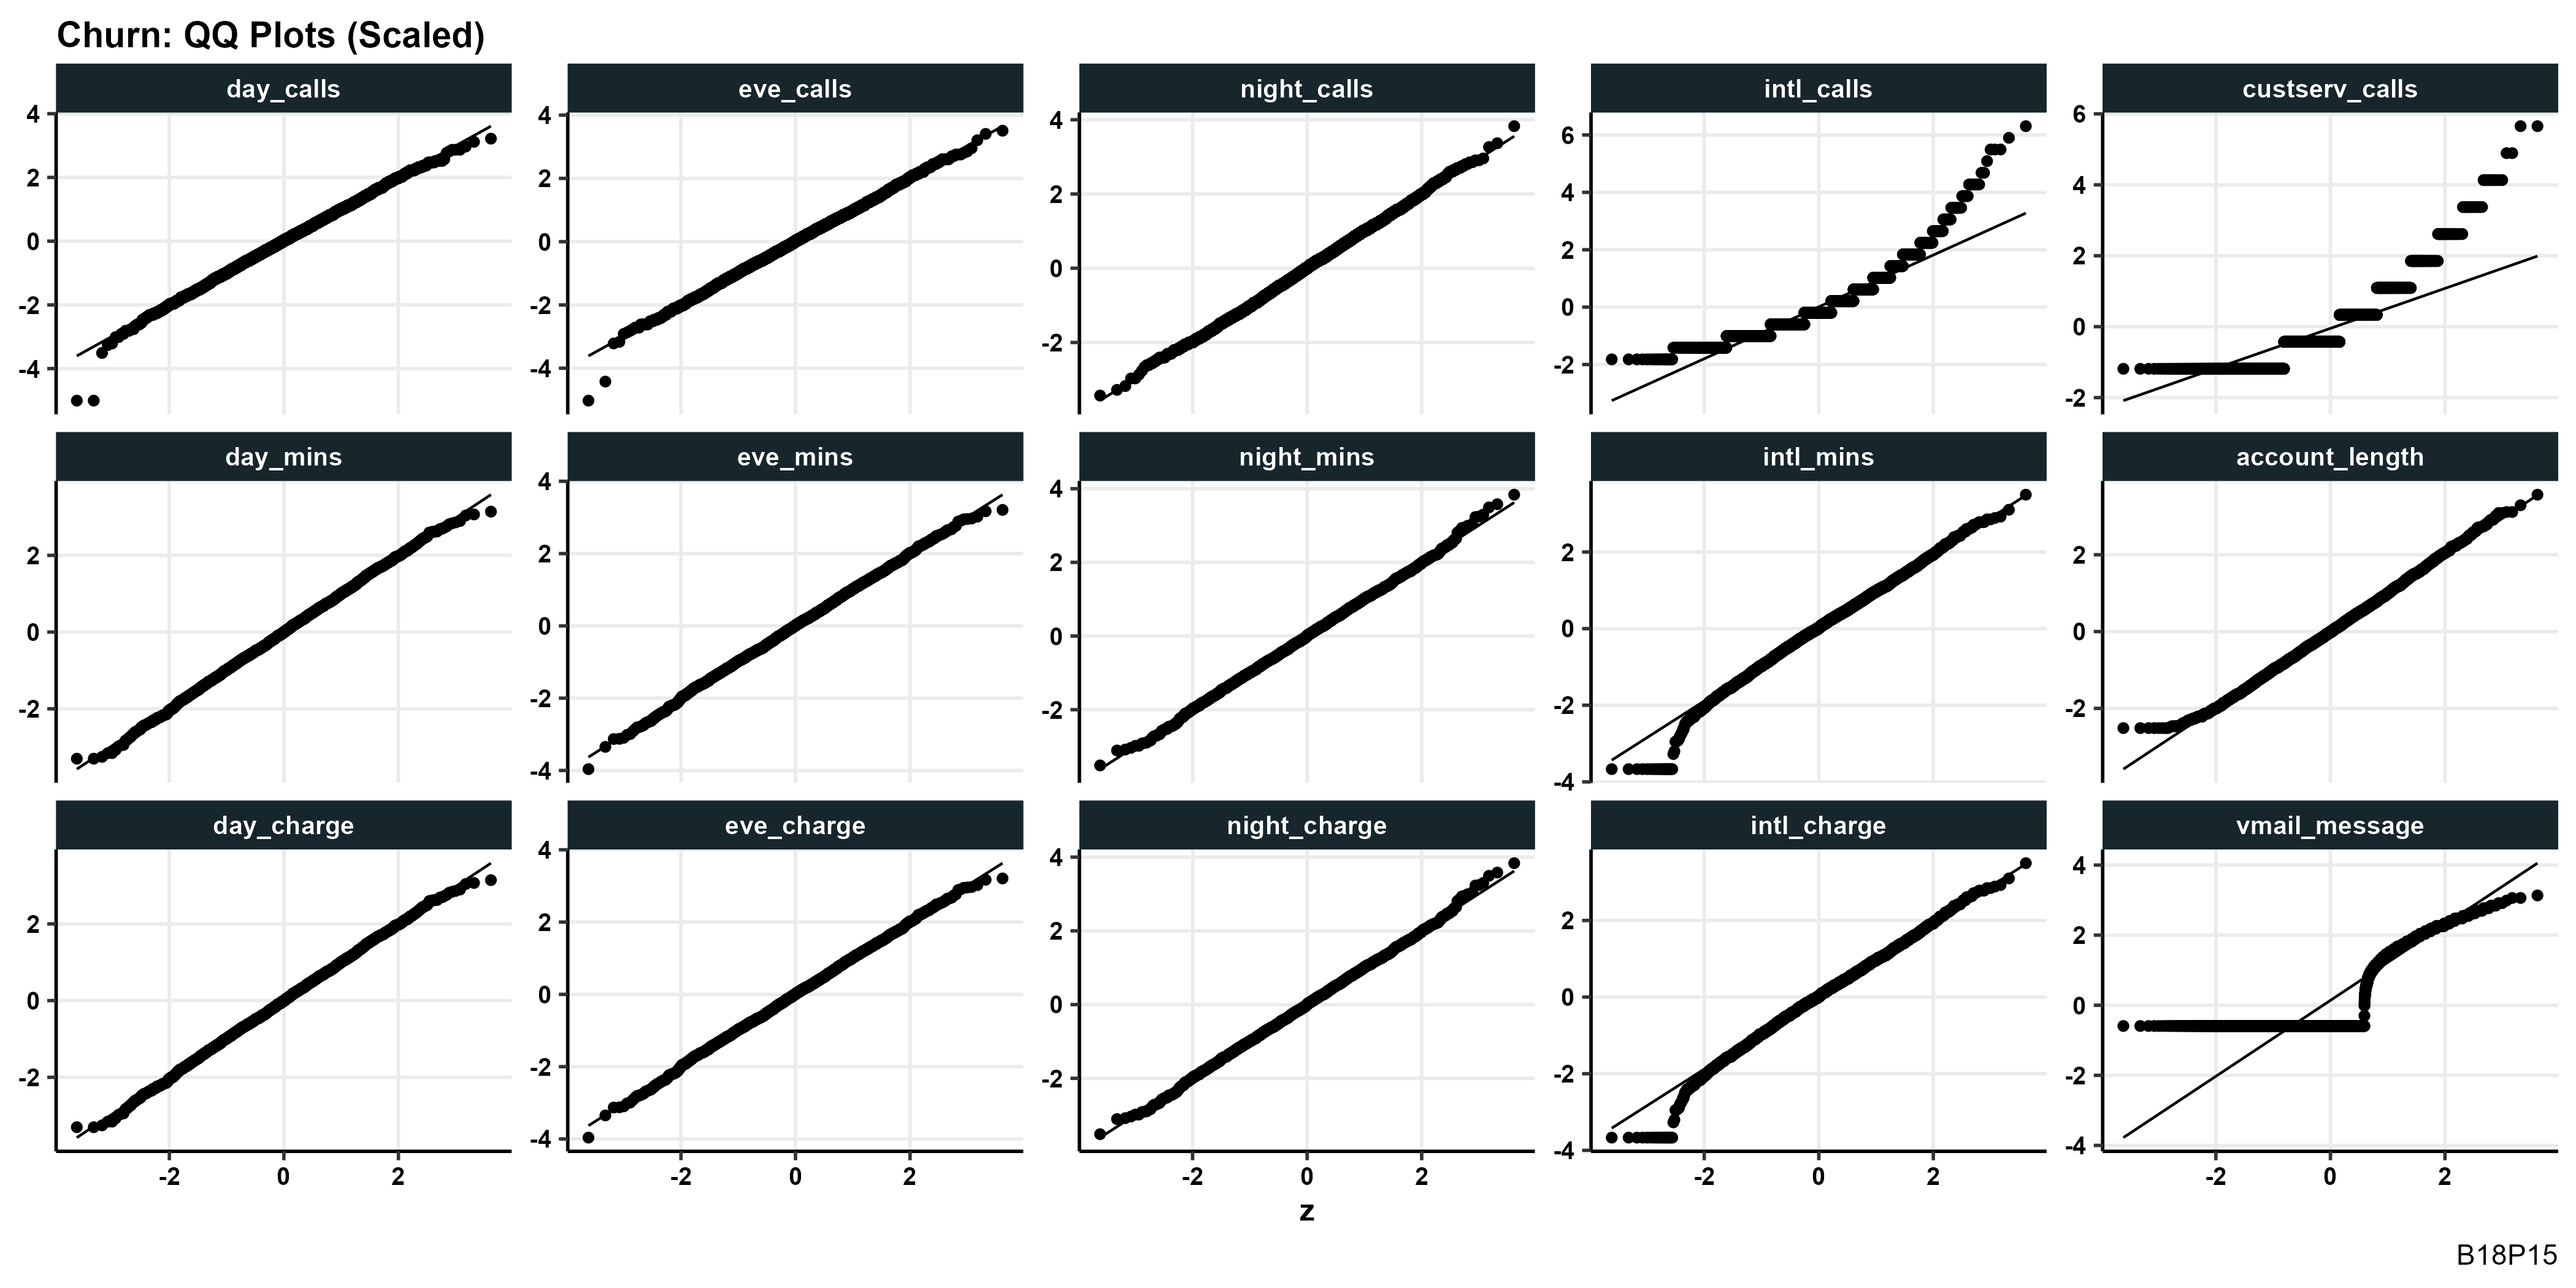 Churn: QQ Plots (Scaled)
day_calls
eve_calls
night_calls
intl_calls
custserv_calls
4
2
0
-2
-4
4
2
0
-2
-4
4
2
0
-2
6
4
2
0
-2
6
4
2
0
-2
day_mins
eve_mins
night_mins
intl_mins
account_length
2
0
-2
4
2
0
-2
-4
4
2
0
-2
2
0
-2
-4
2
0
-2
day_charge
eve_charge
night_charge
intl_charge
vmail_message
2
0
-2
4
2
0
-2
-4
4
2
0
-2
2
0
-2
-4
4
2
0
-2
-4
-2 0 2
-2 0 2
-2 0 2
-2 0 2
-2 0 2
z
B18P15